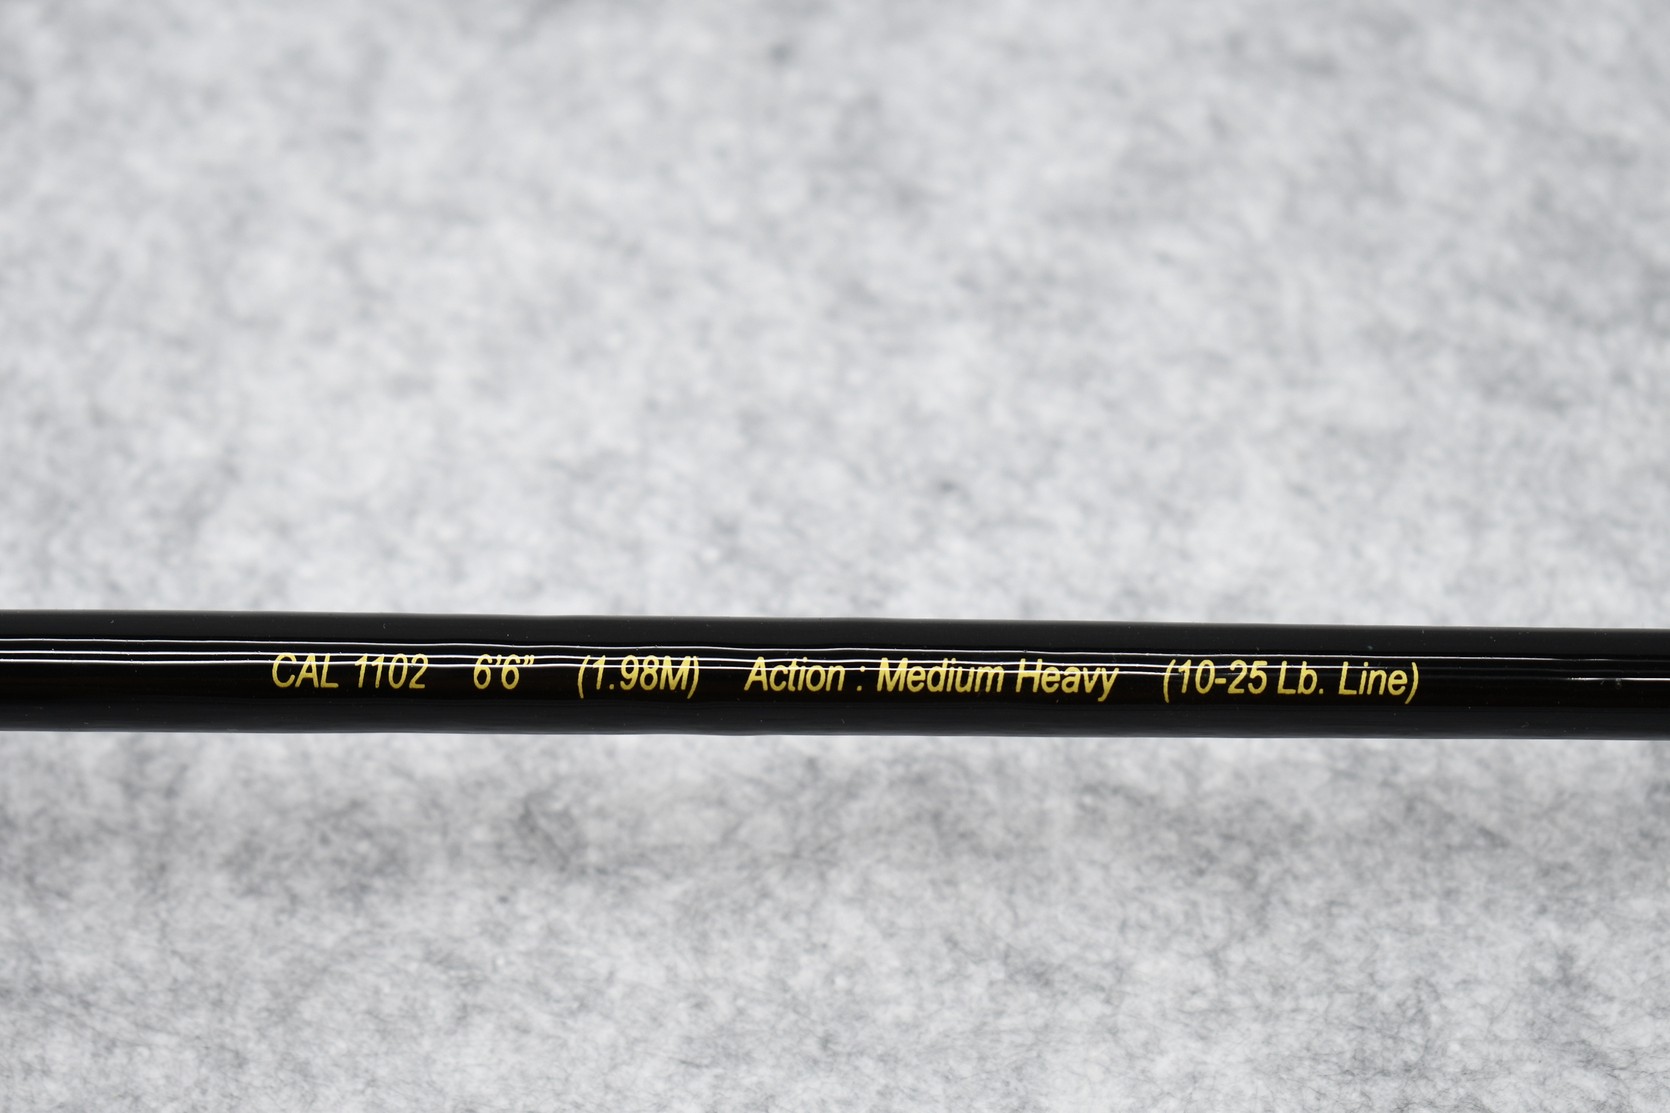 CAL 1102 6'6" (1.98M) Action : Medium Heavy (10-25 Lb. Line)